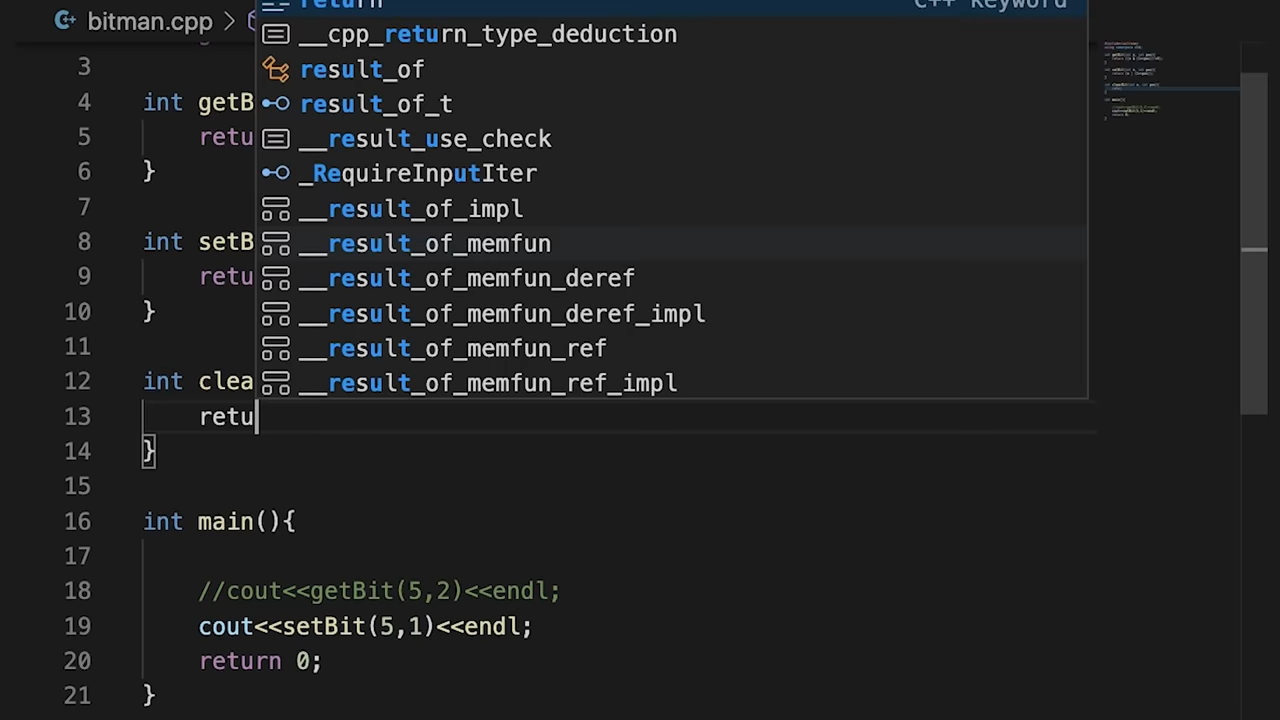 bitman.cpp >
return C++ Keyword
__cpp_return_type_deduction
3
result_of
4 int getB
result_of_t
5 retu
__result_use_check
6 }
_RequireInputIter
7
__result_of_impl
8 int setB
__result_of_memfun
9 retu
__result_of_memfun_deref
10 }
__result_of_memfun_deref_impl
11
__result_of_memfun_ref
12 int clea
__result_of_memfun_ref_impl
13 retu
14 }
15
16 int main(){
17
18 //cout<<getBit(5,2)<<endl;
19 cout<<setBit(5,1)<<endl;
20 return 0;
21 }